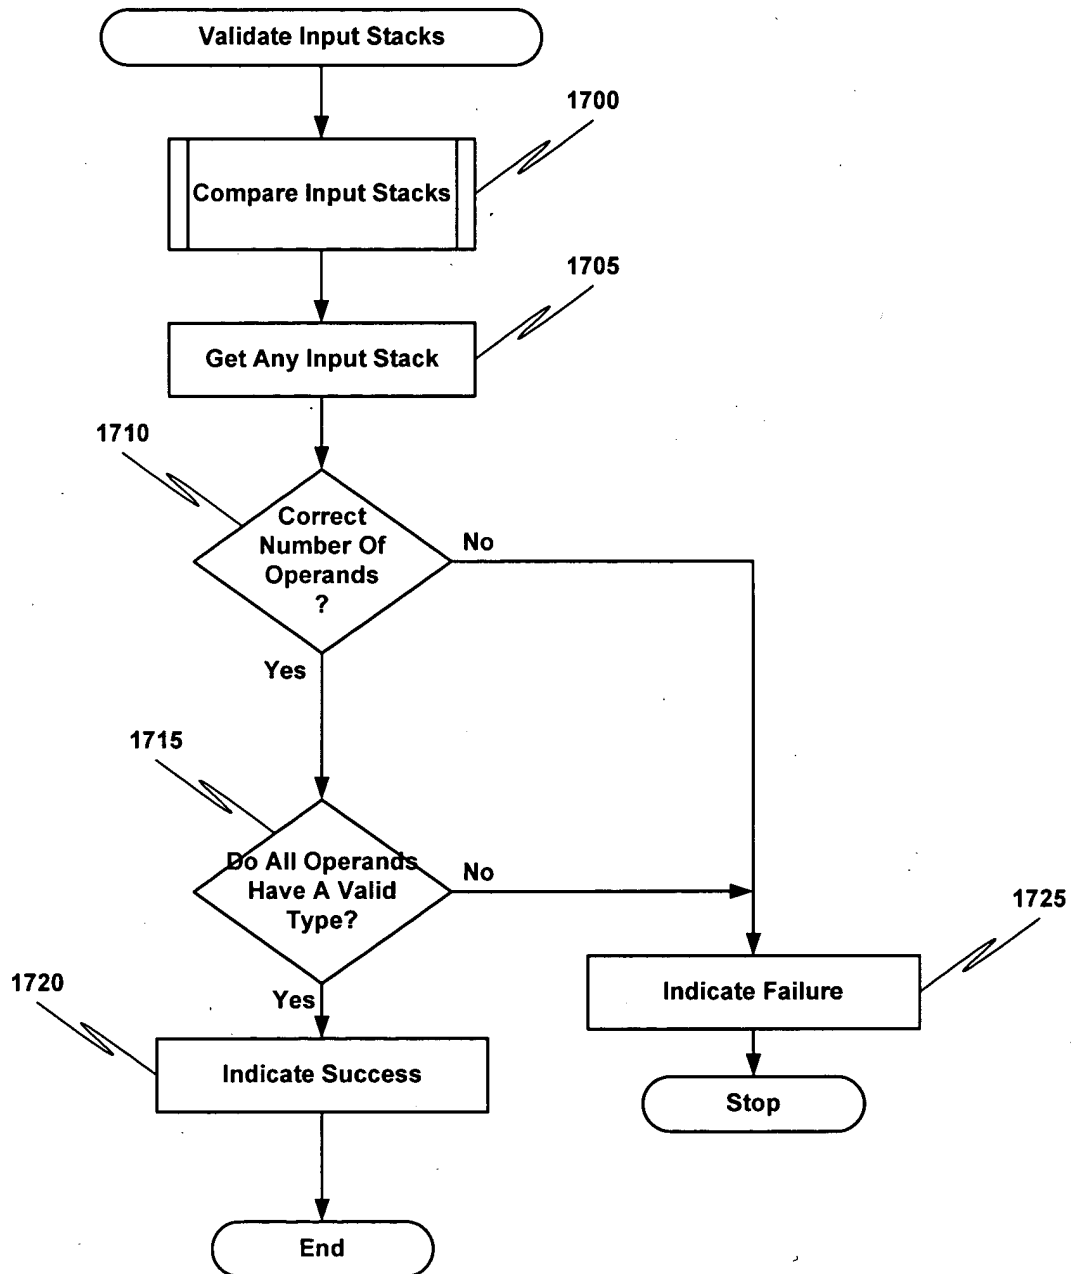 Validate Input Stacks
1700
Compare Input Stacks
1705
Get Any Input Stack
1710
Correct
Number Of
Operands
?
No
Yes
1715
Do All Operands
Have A Valid
Type?
No
1725
Indicate Failure
1720
Yes
Indicate Success
Stop
End